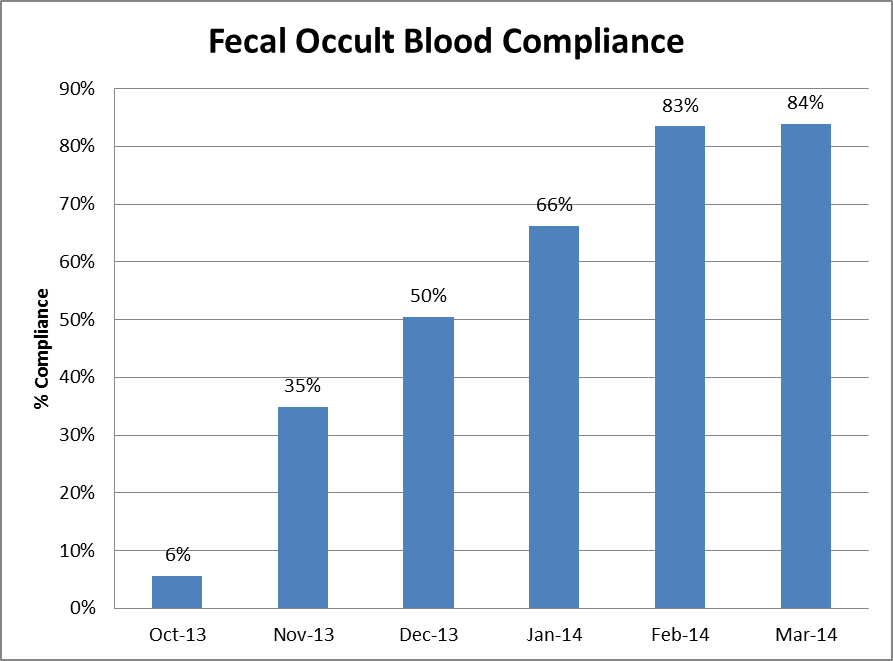 Fecal Occult Blood Compliance
% Compliance
90%
80%
70%
60%
50%
40%
30%
20%
10%
0%
6%
35%
50%
66%
83%
84%
Oct-13
Nov-13
Dec-13
Jan-14
Feb-14
Mar-14